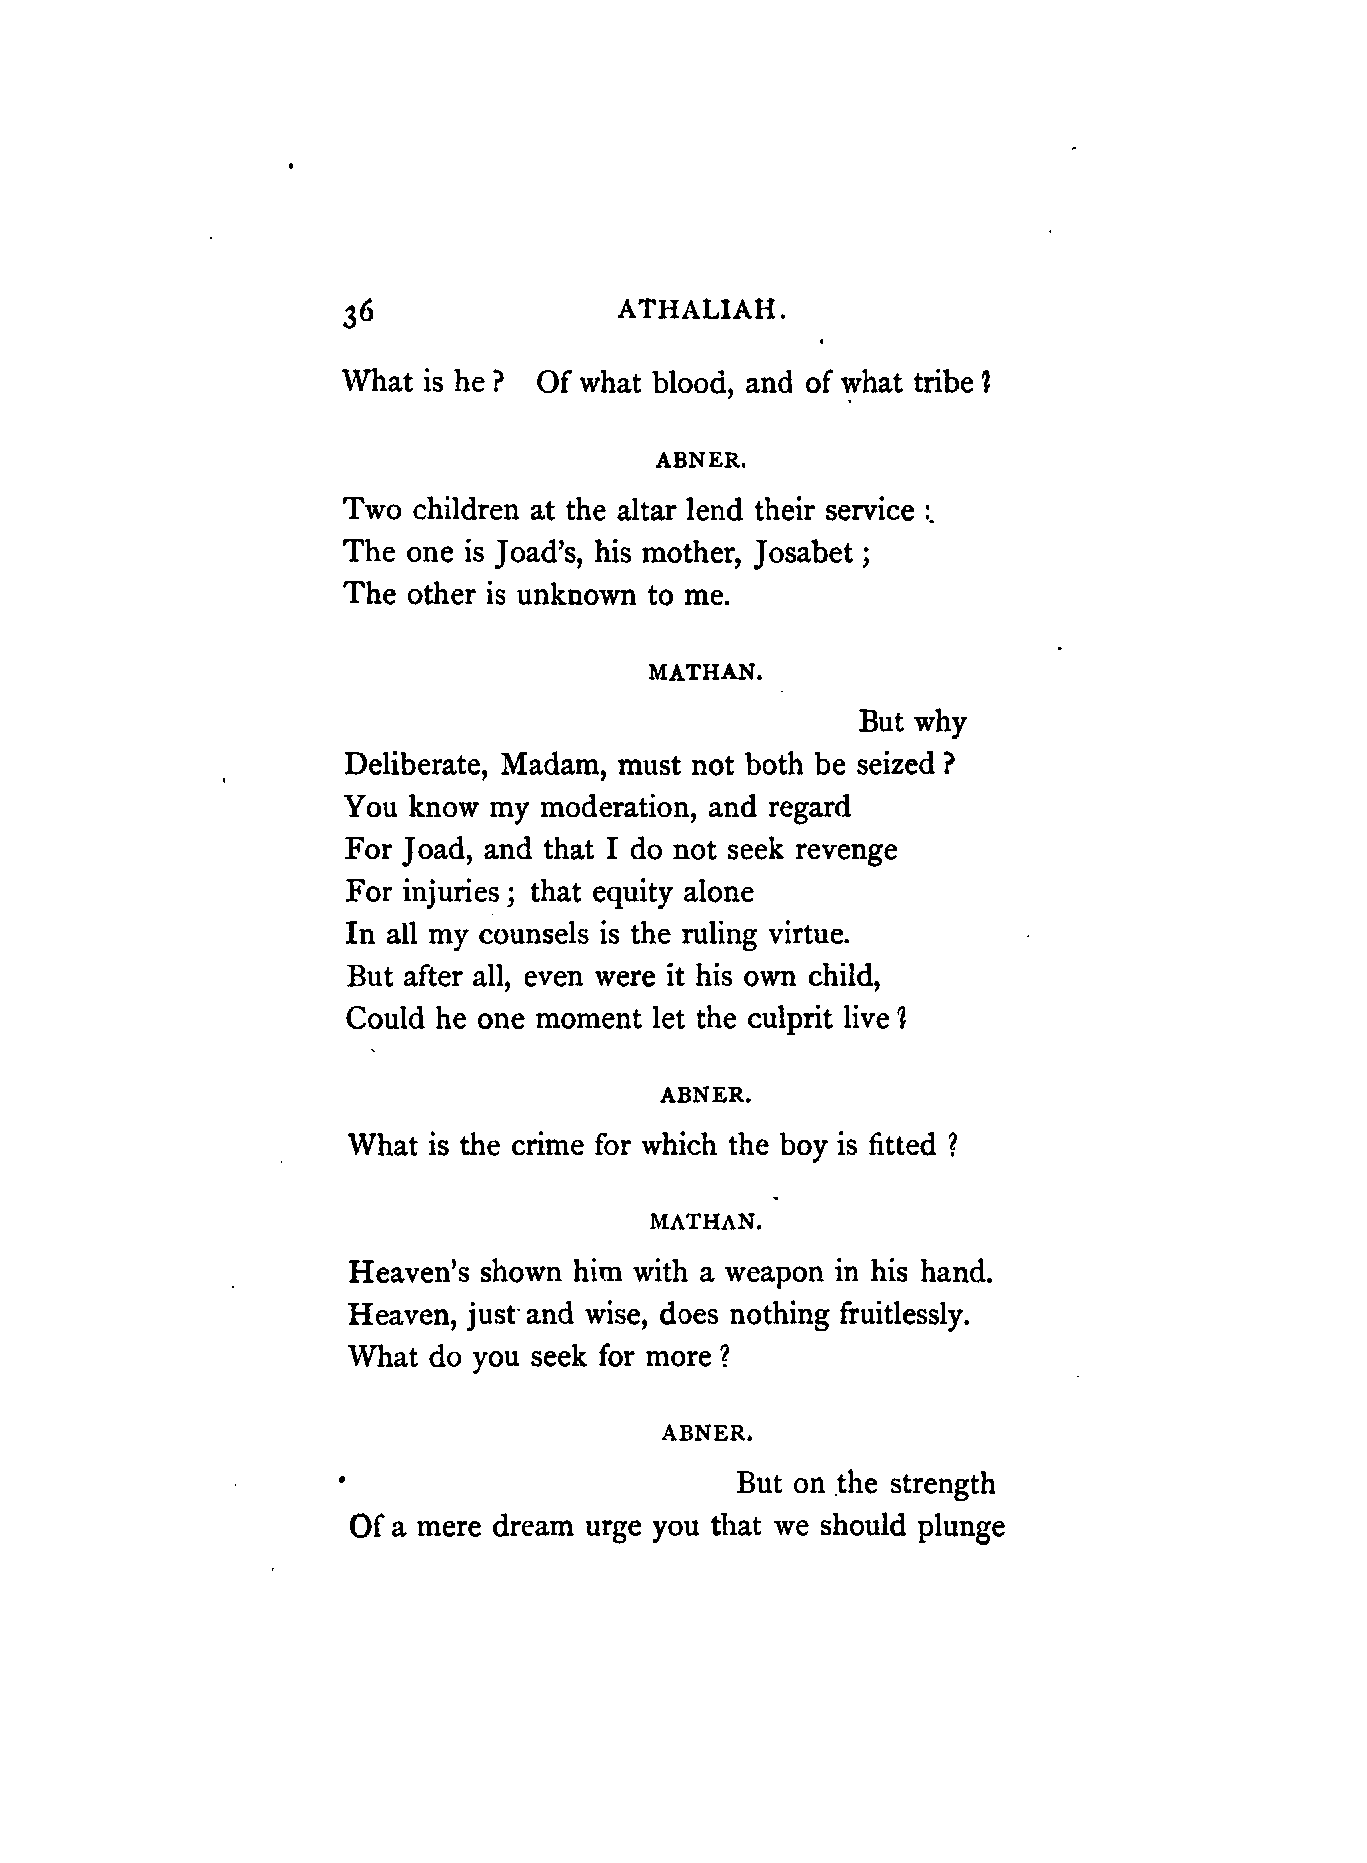 36 ATHALIAH.
What is he ? Of what blood, and of what tribe ?
ABNER.
Two children at the altar lend their service :
The one is Joad's, his mother, Josabet ;
The other is unknown to me.
MATHAN.
But why
Deliberate, Madam, must not both be seized ?
You know my moderation, and regard
For Joad, and that I do not seek revenge
For injuries ; that equity alone
In all my counsels is the ruling virtue.
But after all, even were it his own child,
Could he one moment let the culprit live ?
ABNER.
What is the crime for which the boy is fitted ?
MATHAN.
Heaven's shown him with a weapon in his hand.
Heaven, just and wise, does nothing fruitlessly.
What do you seek for more ?
ABNER.
But on the strength
Of a mere dream urge you that we should plunge